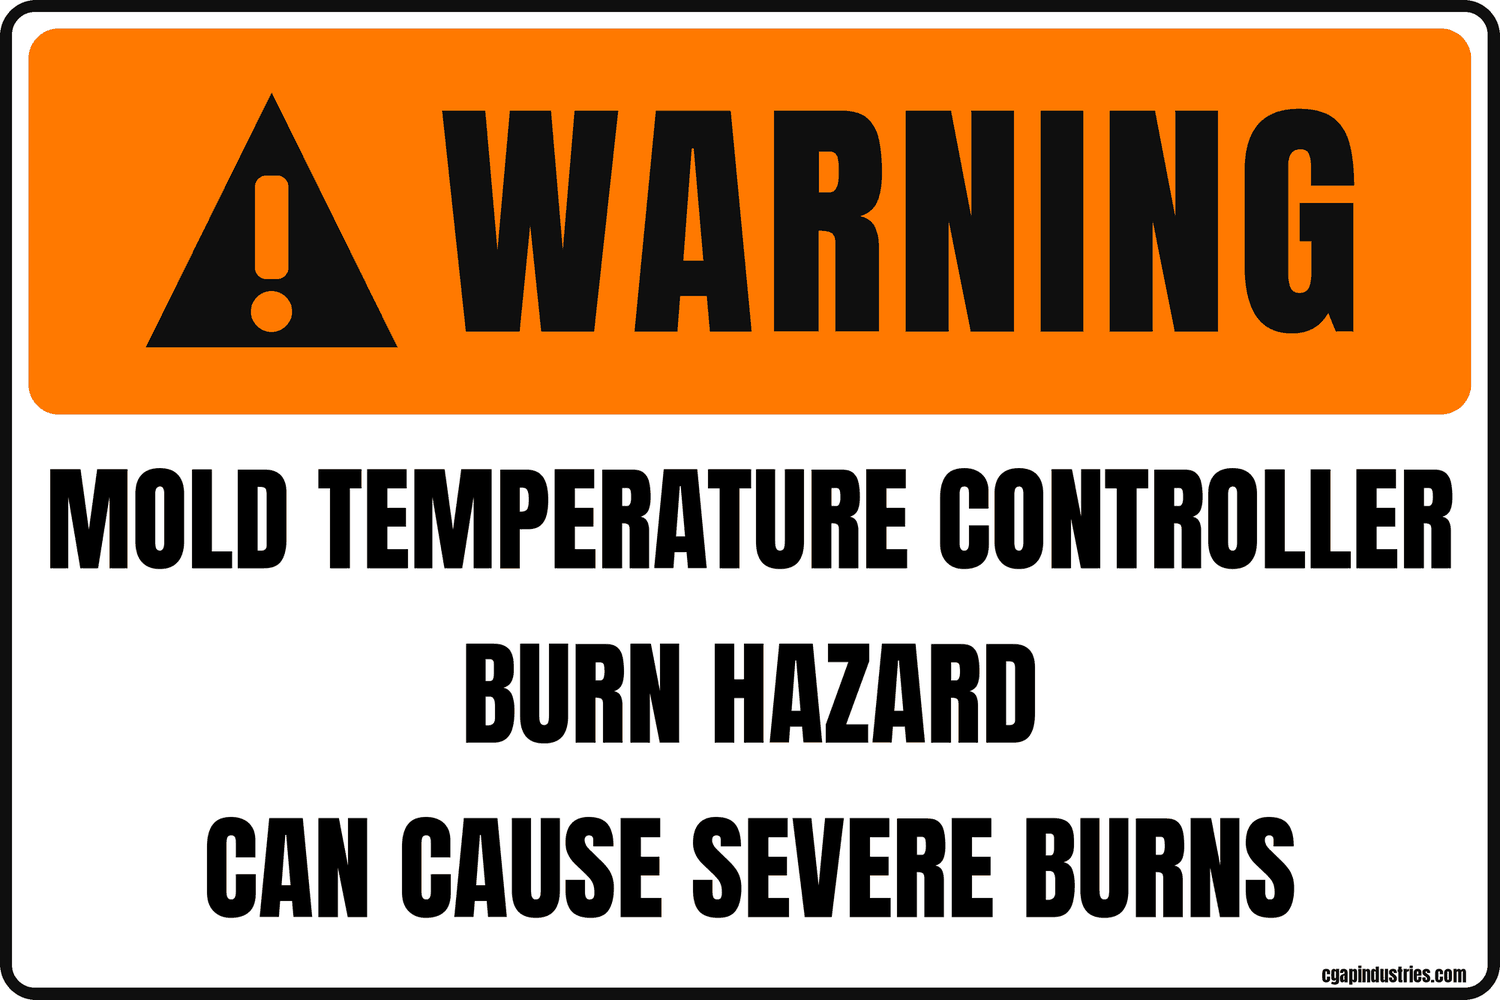 WARNING
MOLD TEMPERATURE CONTROLLER
BURN HAZARD
CAN CAUSE SEVERE BURNS
cgapindustries.com